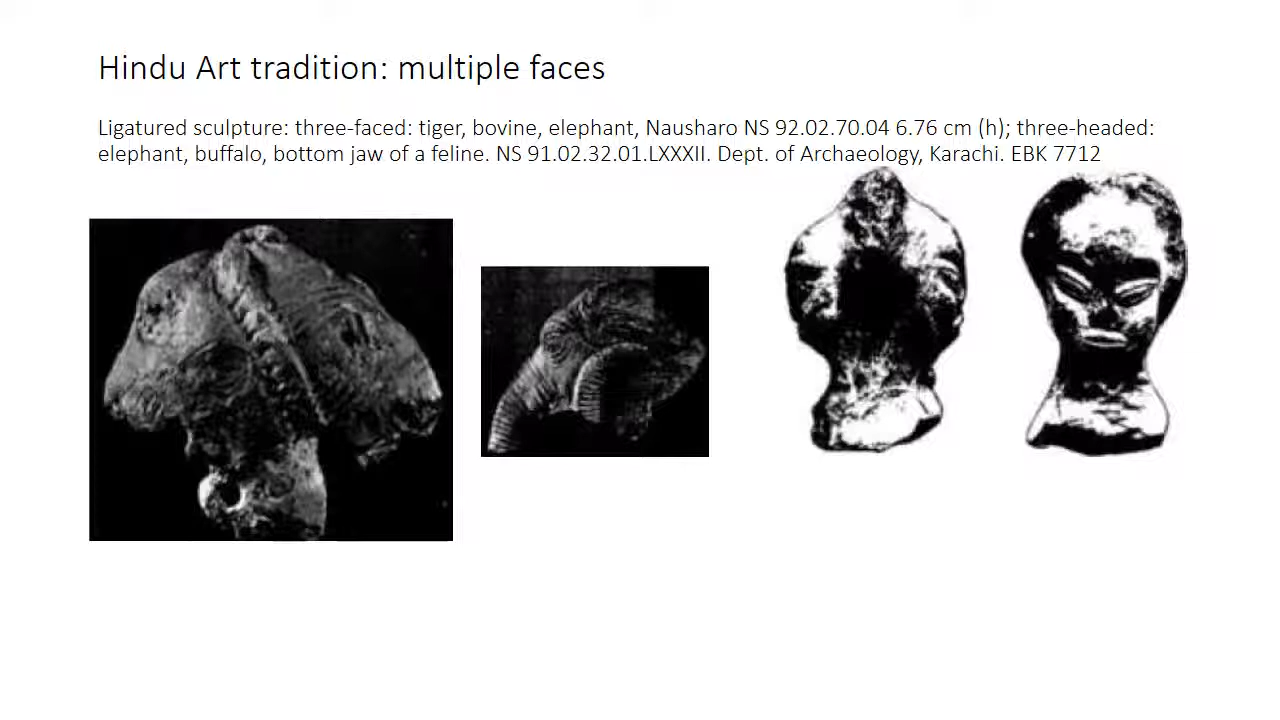 Hindu Art tradition: multiple faces
Ligatured sculpture: three-faced: tiger, bovine, elephant, Nausharo NS 92.02.70.04 6.76 cm (h); three-headed:
elephant, buffalo, bottom jaw of a feline. NS 91.02.32.01.LXXXII. Dept. of Archaeology, Karachi. EBK 7712